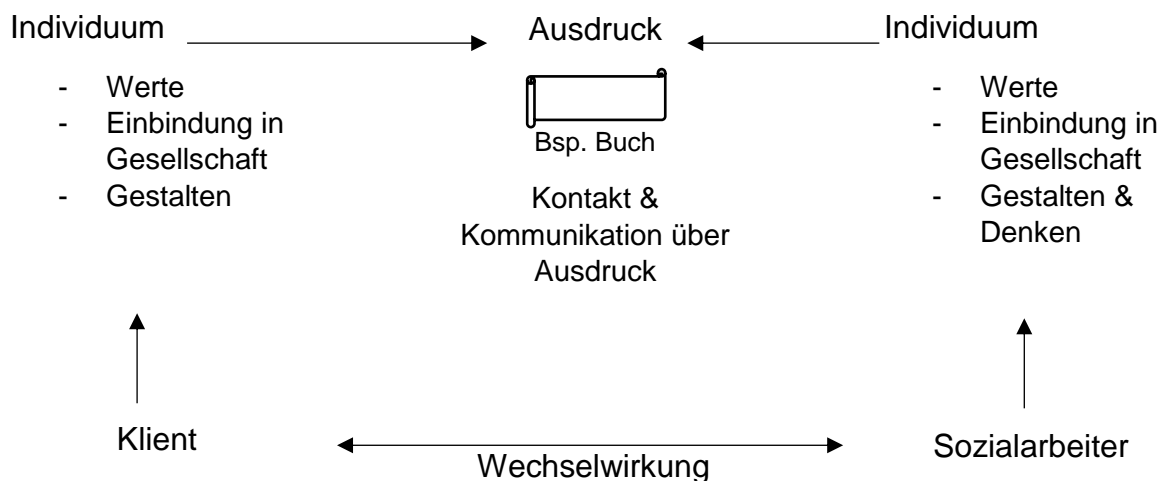 Individuum
- Werte
- Einbindung in
Gesellschaft
- Gestalten
Ausdruck
Bsp. Buch
Kontakt &
Kommunikation über
Ausdruck
Individuum
- Werte
- Einbindung in
Gesellschaft
- Gestalten &
Denken
Klient
Wechselwirkung
Sozialarbeiter